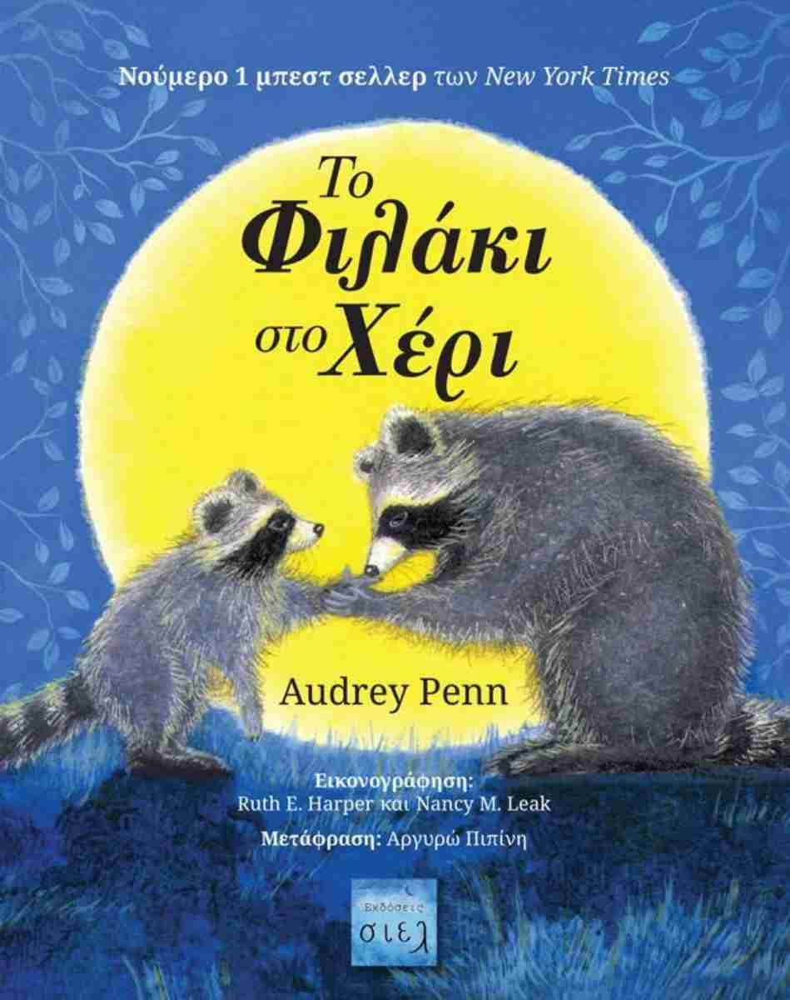 Νούμερο 1 μπεστ σελλερ των New York Times
Το
Φιλάκι
στο Χέρι
Audrey Penn
Εικονογράφηση:
Ruth E. Harper και Nancy M. Leak
Μετάφραση: Αργυρώ Πιπίνη
Εκδόσεις
σιελ